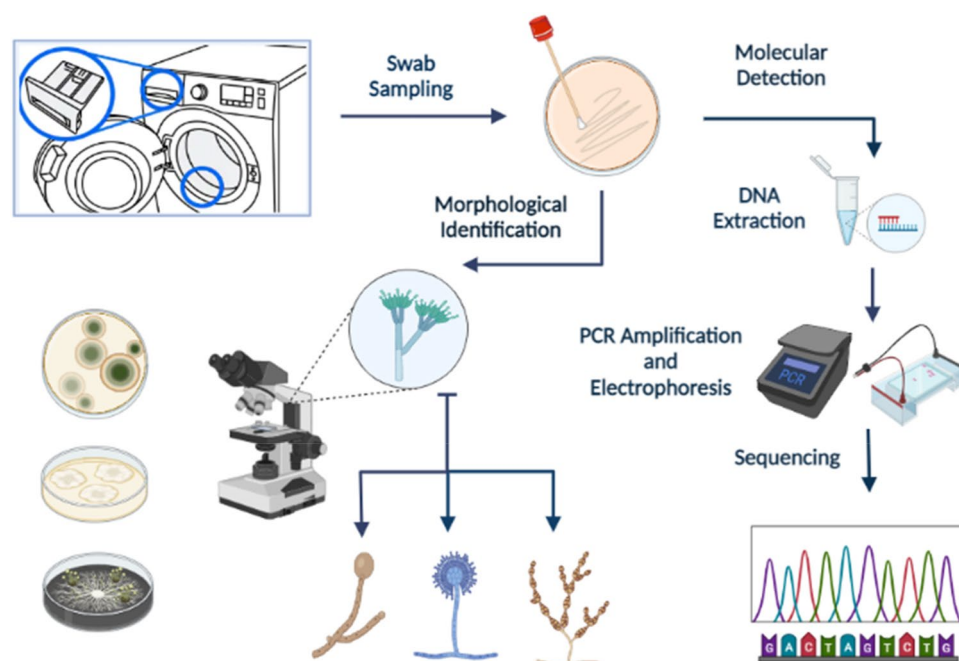 Swab
Sampling
Molecular
Detection
Morphological
Identification
DNA
Extraction
PCR Amplification
and
Electrophoresis
PCR
Sequencing
G A C T A G T C T G